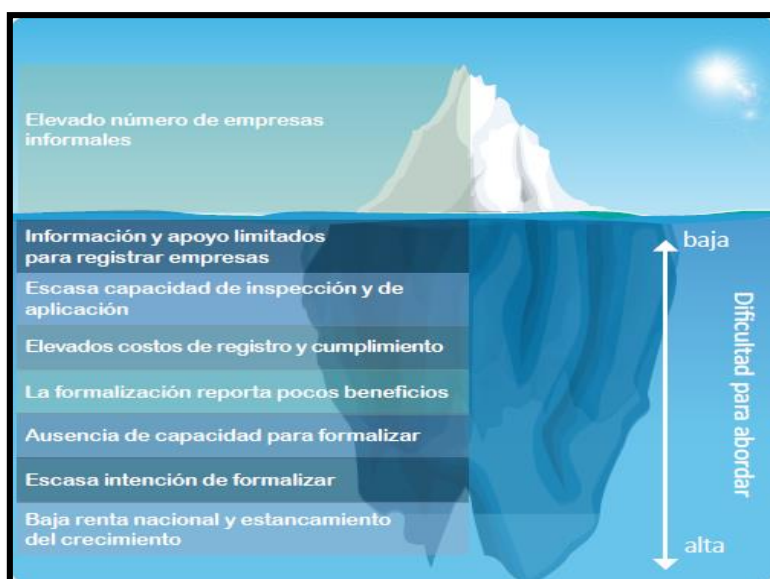 Elevado número de empresas
informales
Información y apoyo limitados
para registrar empresas
Escasa capacidad de inspección y de
aplicación
Elevados costos de registro y cumplimiento
La formalización reporta pocos beneficios
Ausencia de capacidad para formalizar
Escasa intención de formalizar
Baja renta nacional y estancamiento
del crecimiento
baja
Dificultad para abordar
alta